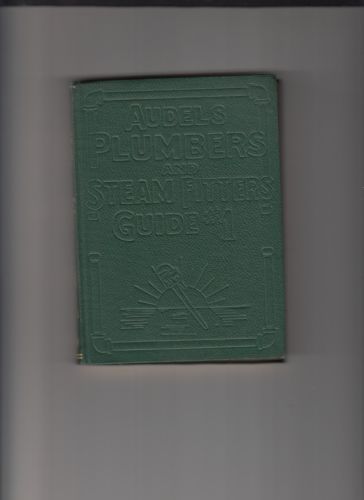 AUDELS
PLUMBERS
AND
STEAM FITTERS
GUIDE #1